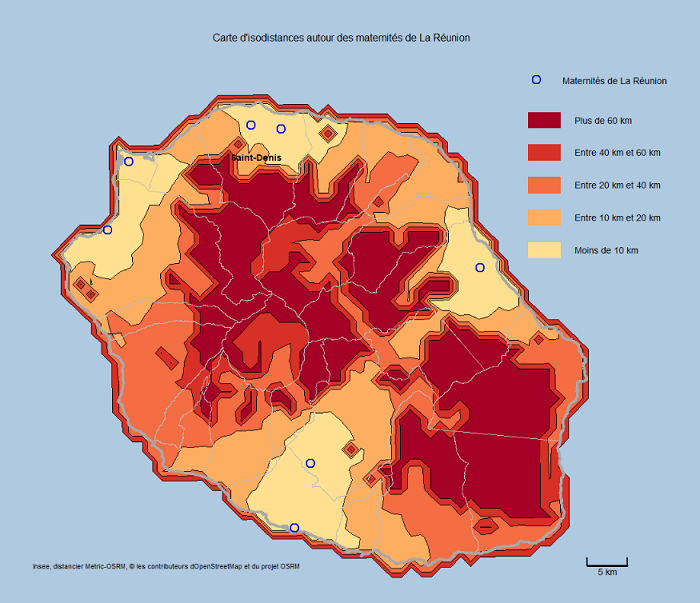 Carte d'isodistances autour des maternités de La Réunion
Maternités de La Réunion
Plus de 60 km
Entre 40 km et 60 km
Entre 20 km et 40 km
Entre 10 km et 20 km
Moins de 10 km
Saint-Denis
Insee, distancier Metric-OSRM, © les contributeurs dOpenStreetMap et du projet OSRM
5 km